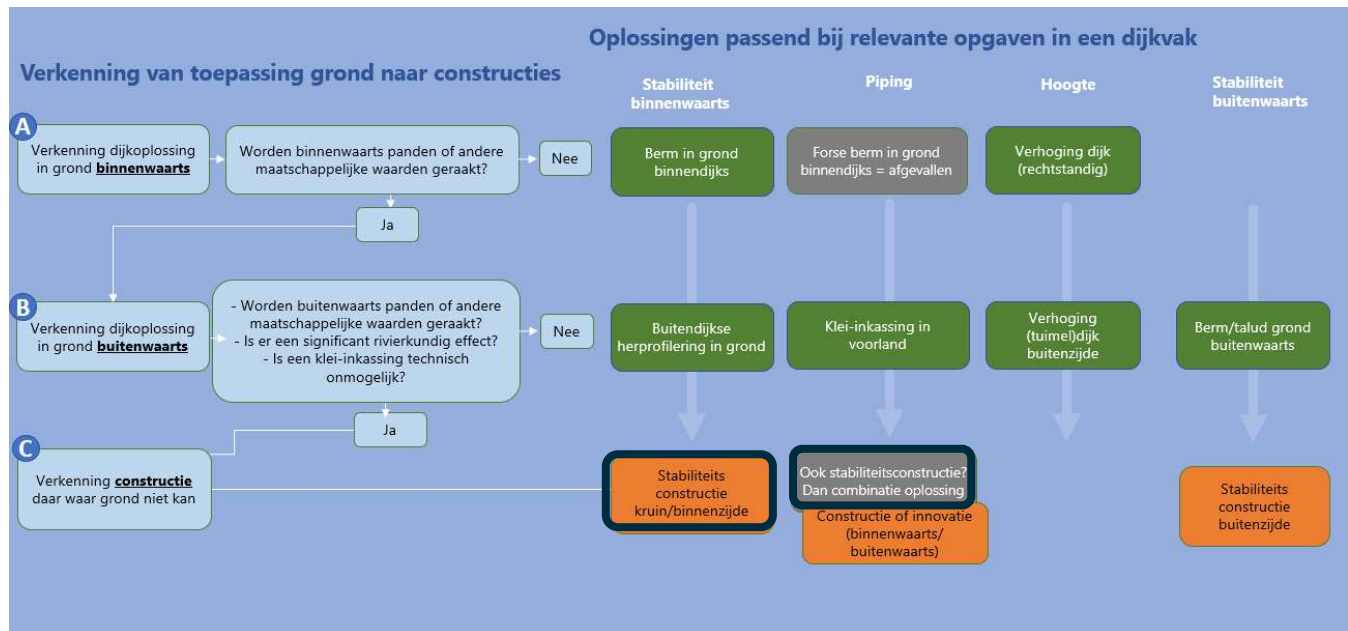 Oplossingen passend bij relevante opgaven in een dijkvak
Verkenning van toepassing grond naar constructies
Stabiliteit
binnenwaarts
Piping
Hoogte
Stabiliteit
buitenwaarts
A
Verkenning dijkoplossing
in grond binnenwaarts
Worden binnenwaarts panden of andere
maatschappelijke waarden geraakt?
Nee
Berm in grond
binnendijks
Forse berm in grond
binnendijks = afgevallen
Verhoging dijk
(rechtstandig)
Ja
B
Verkenning dijkoplossing
in grond buitenwaarts
- Worden buitenwaarts panden of andere
maatschappelijke waarden geraakt?
- Is er een significant rivierkundig effect?
- Is een klei-inkassing technisch
onmogelijk?
Nee
Buitendijkse
herprofilering in grond
Klei-inkassing in
voorland
Verhoging
(tuimel)dijk
buitenzijde
Berm/talud grond
buitenwaarts
Ja
C
Verkenning constructie
daar waar grond niet kan
Stabiliteits
constructie
kruin/binnenzijde
Ook stabiliteitsconstructie?
Dan combinatie oplossing
Constructie of innovatie
(binnenwaarts/
buitenwaarts)
Stabiliteits
constructie
buitenzijde